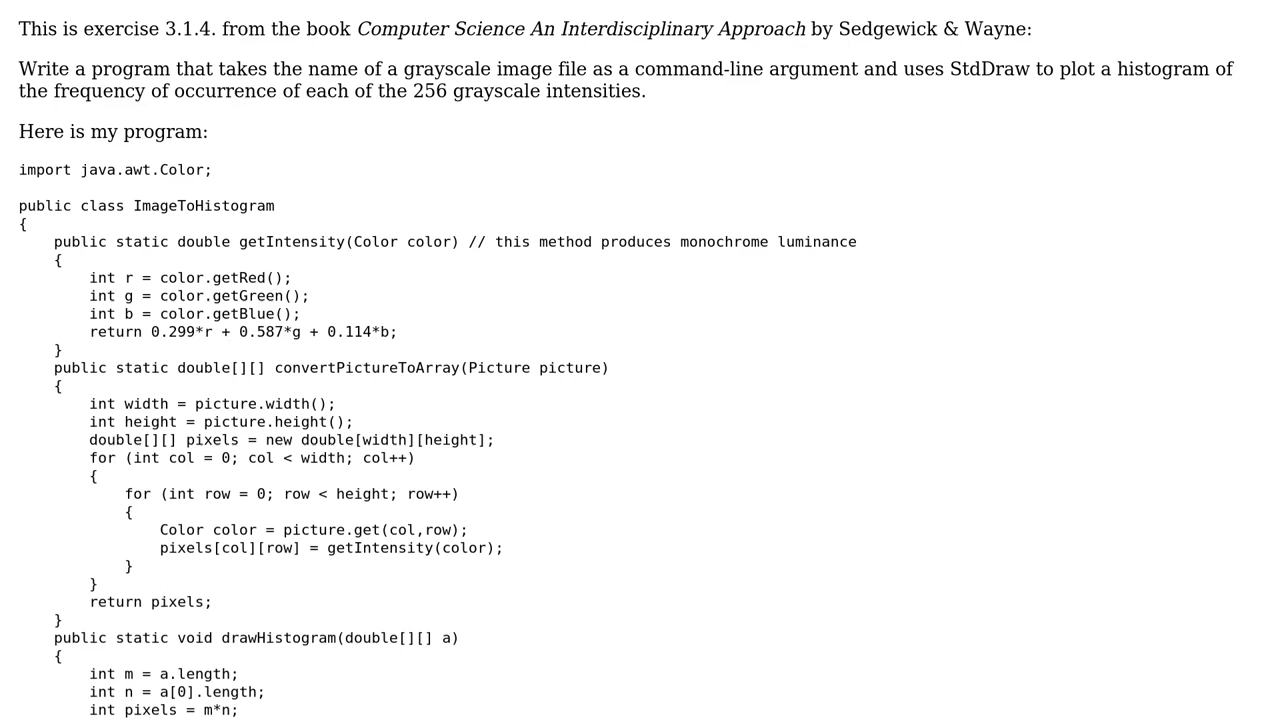 This is exercise 3.1.4. from the book Computer Science An Interdisciplinary Approach by Sedgewick & Wayne:
Write a program that takes the name of a grayscale image file as a command-line argument and uses StdDraw to plot a histogram of
the frequency of occurrence of each of the 256 grayscale intensities.
Here is my program:
import java.awt.Color;
public class ImageToHistogram
{
    public static double getIntensity(Color color) // this method produces monochrome luminance
    {
        int r = color.getRed();
        int g = color.getGreen();
        int b = color.getBlue();
        return 0.299*r + 0.587*g + 0.114*b;
    }
    public static double[][] convertPictureToArray(Picture picture)
    {
        int width = picture.width();
        int height = picture.height();
        double[][] pixels = new double[width][height];
        for (int col = 0; col < width; col++)
        {
            for (int row = 0; row < height; row++)
            {
                Color color = picture.get(col,row);
                pixels[col][row] = getIntensity(color);
            }
        }
        return pixels;
    }
    public static void drawHistogram(double[][] a)
    {
        int m = a.length;
        int n = a[0].length;
        int pixels = m*n;